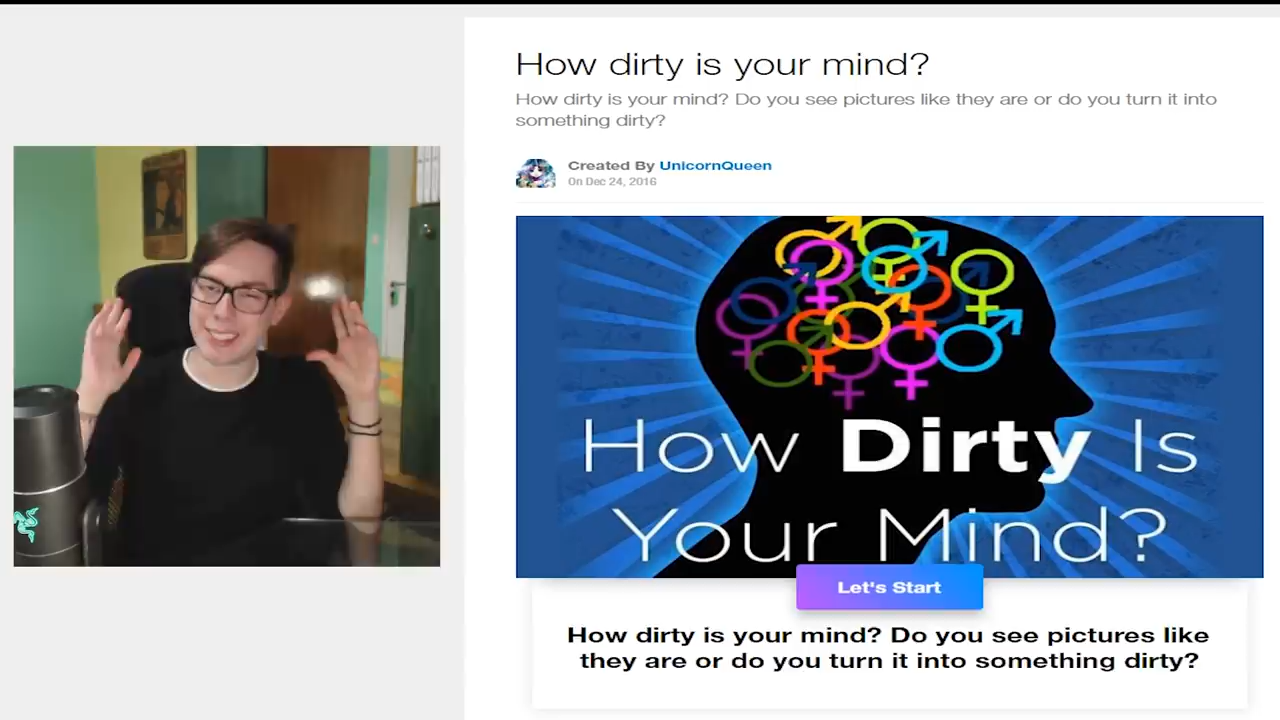 How dirty is your mind?
How dirty is your mind? Do you see pictures like they are or do you turn it into
something dirty?
Created By UnicornQueen
On Dec 24, 2016
How Dirty Is
Your Mind?
Let's Start
How dirty is your mind? Do you see pictures like
they are or do you turn it into something dirty?